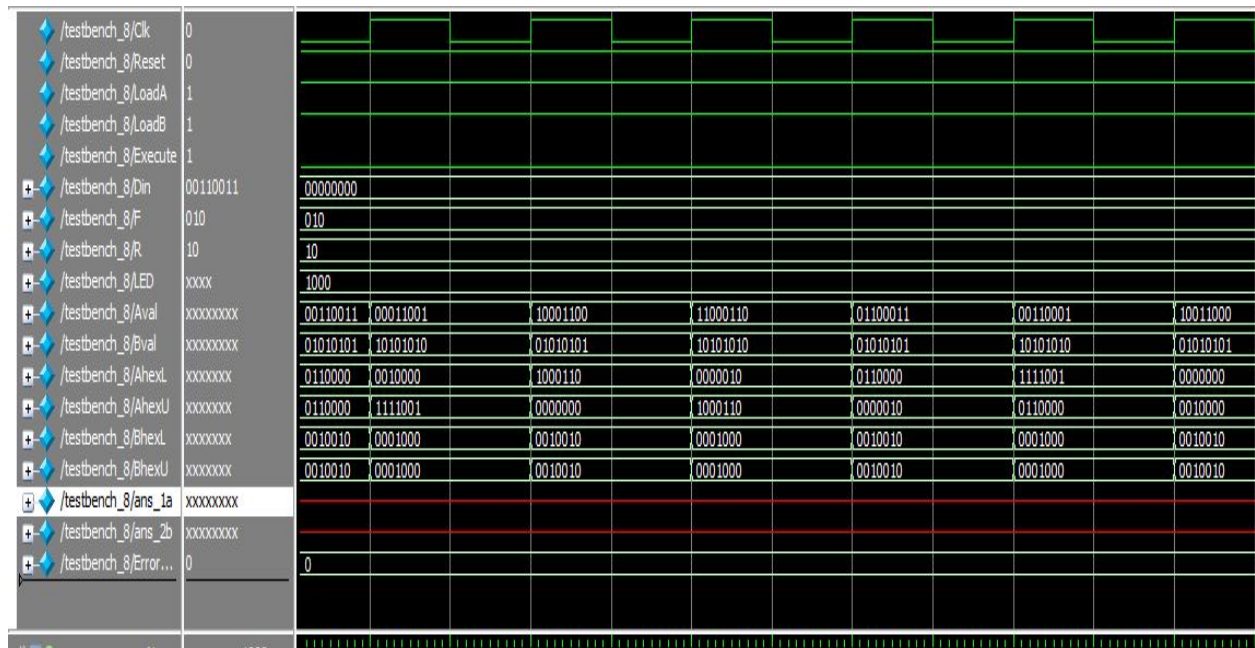 /testbench_8/Clk 0
/testbench_8/Reset 0
/testbench_8/LoadA 1
/testbench_8/LoadB 1
/testbench_8/Execute 1
/testbench_8/Din 00110011 00000000
/testbench_8/F 010 010
/testbench_8/R 10 10
/testbench_8/LED xxxx 1000
/testbench_8/Aval xxxxxxxx 00110011 00011001 10001100 11000110 01100011 00110001 10011000
/testbench_8/Bval xxxxxxxx 01010101 10101010 01010101 10101010 01010101 10101010 01010101
/testbench_8/AhexL xxxxxxx 0110000 0010000 1000110 0000010 0110000 1111001 0000000
/testbench_8/AhexU xxxxxxx 0110000 1111001 0000000 1000110 0000010 0110000 0010000
/testbench_8/BhexL xxxxxxx 0010010 0001000 0010010 0001000 0010010 0001000 0010010
/testbench_8/BhexU xxxxxxx 0010010 0001000 0010010 0001000 0010010 0001000 0010010
/testbench_8/ans_1a xxxxxxxx
/testbench_8/ans_2b xxxxxxxx
/testbench_8/Error... 0 0